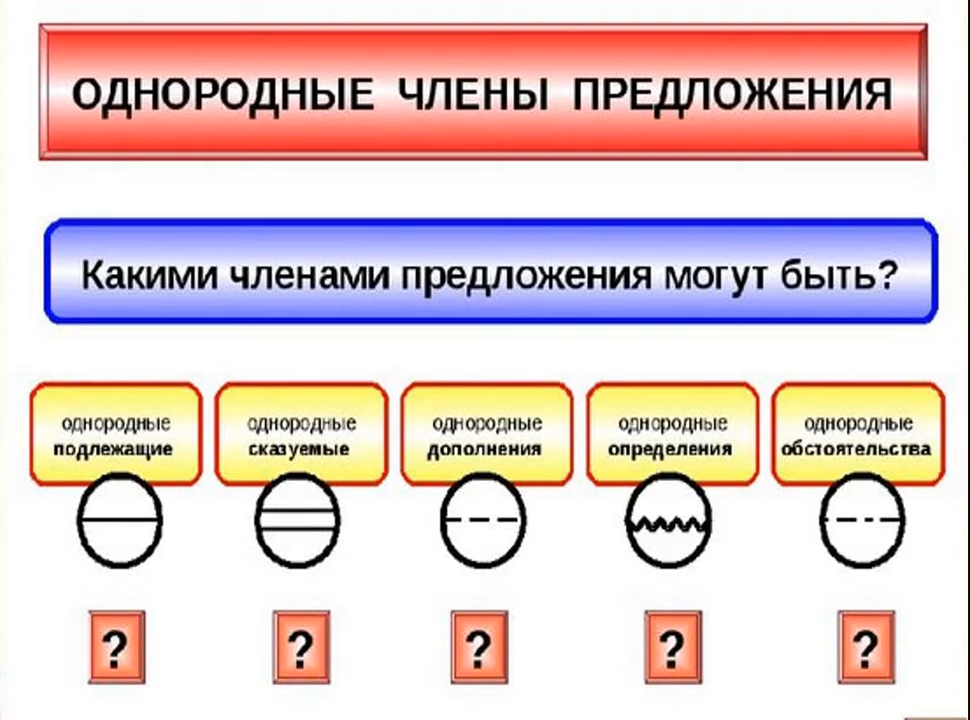 ОДНОРОДНЫЕ ЧЛЕНЫ ПРЕДЛОЖЕНИЯ
Какими членами предложения могут быть?
однородные
подлежащие
однородные
сказуемые
однородные
дополнения
однородные
определения
однородные
обстоятельства
? ? ? ? ?